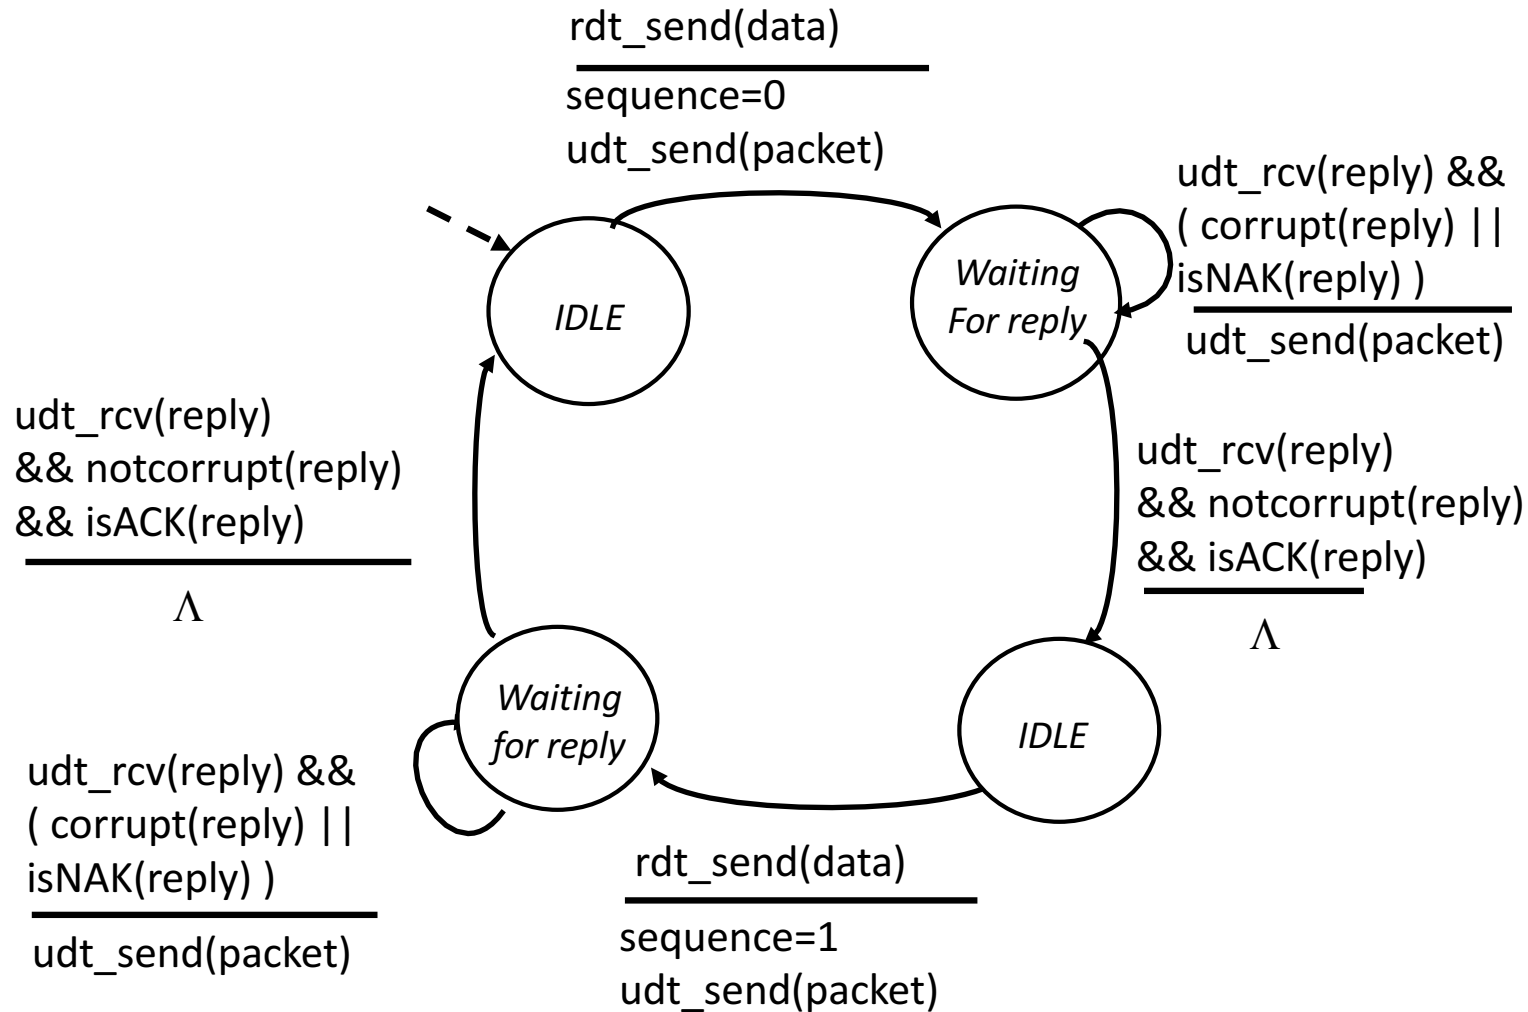 rdt_send(data)
sequence=0
udt_send(packet)
udt_rcv(reply) &&
( corrupt(reply) ||
isNAK(reply) )
udt_send(packet)
IDLE
Waiting
For reply
udt_rcv(reply)
&& notcorrupt(reply)
&& isACK(reply)
Λ
udt_rcv(reply)
&& notcorrupt(reply)
&& isACK(reply)
Λ
Waiting
for reply
IDLE
udt_rcv(reply) &&
( corrupt(reply) ||
isNAK(reply) )
udt_send(packet)
rdt_send(data)
sequence=1
udt_send(packet)